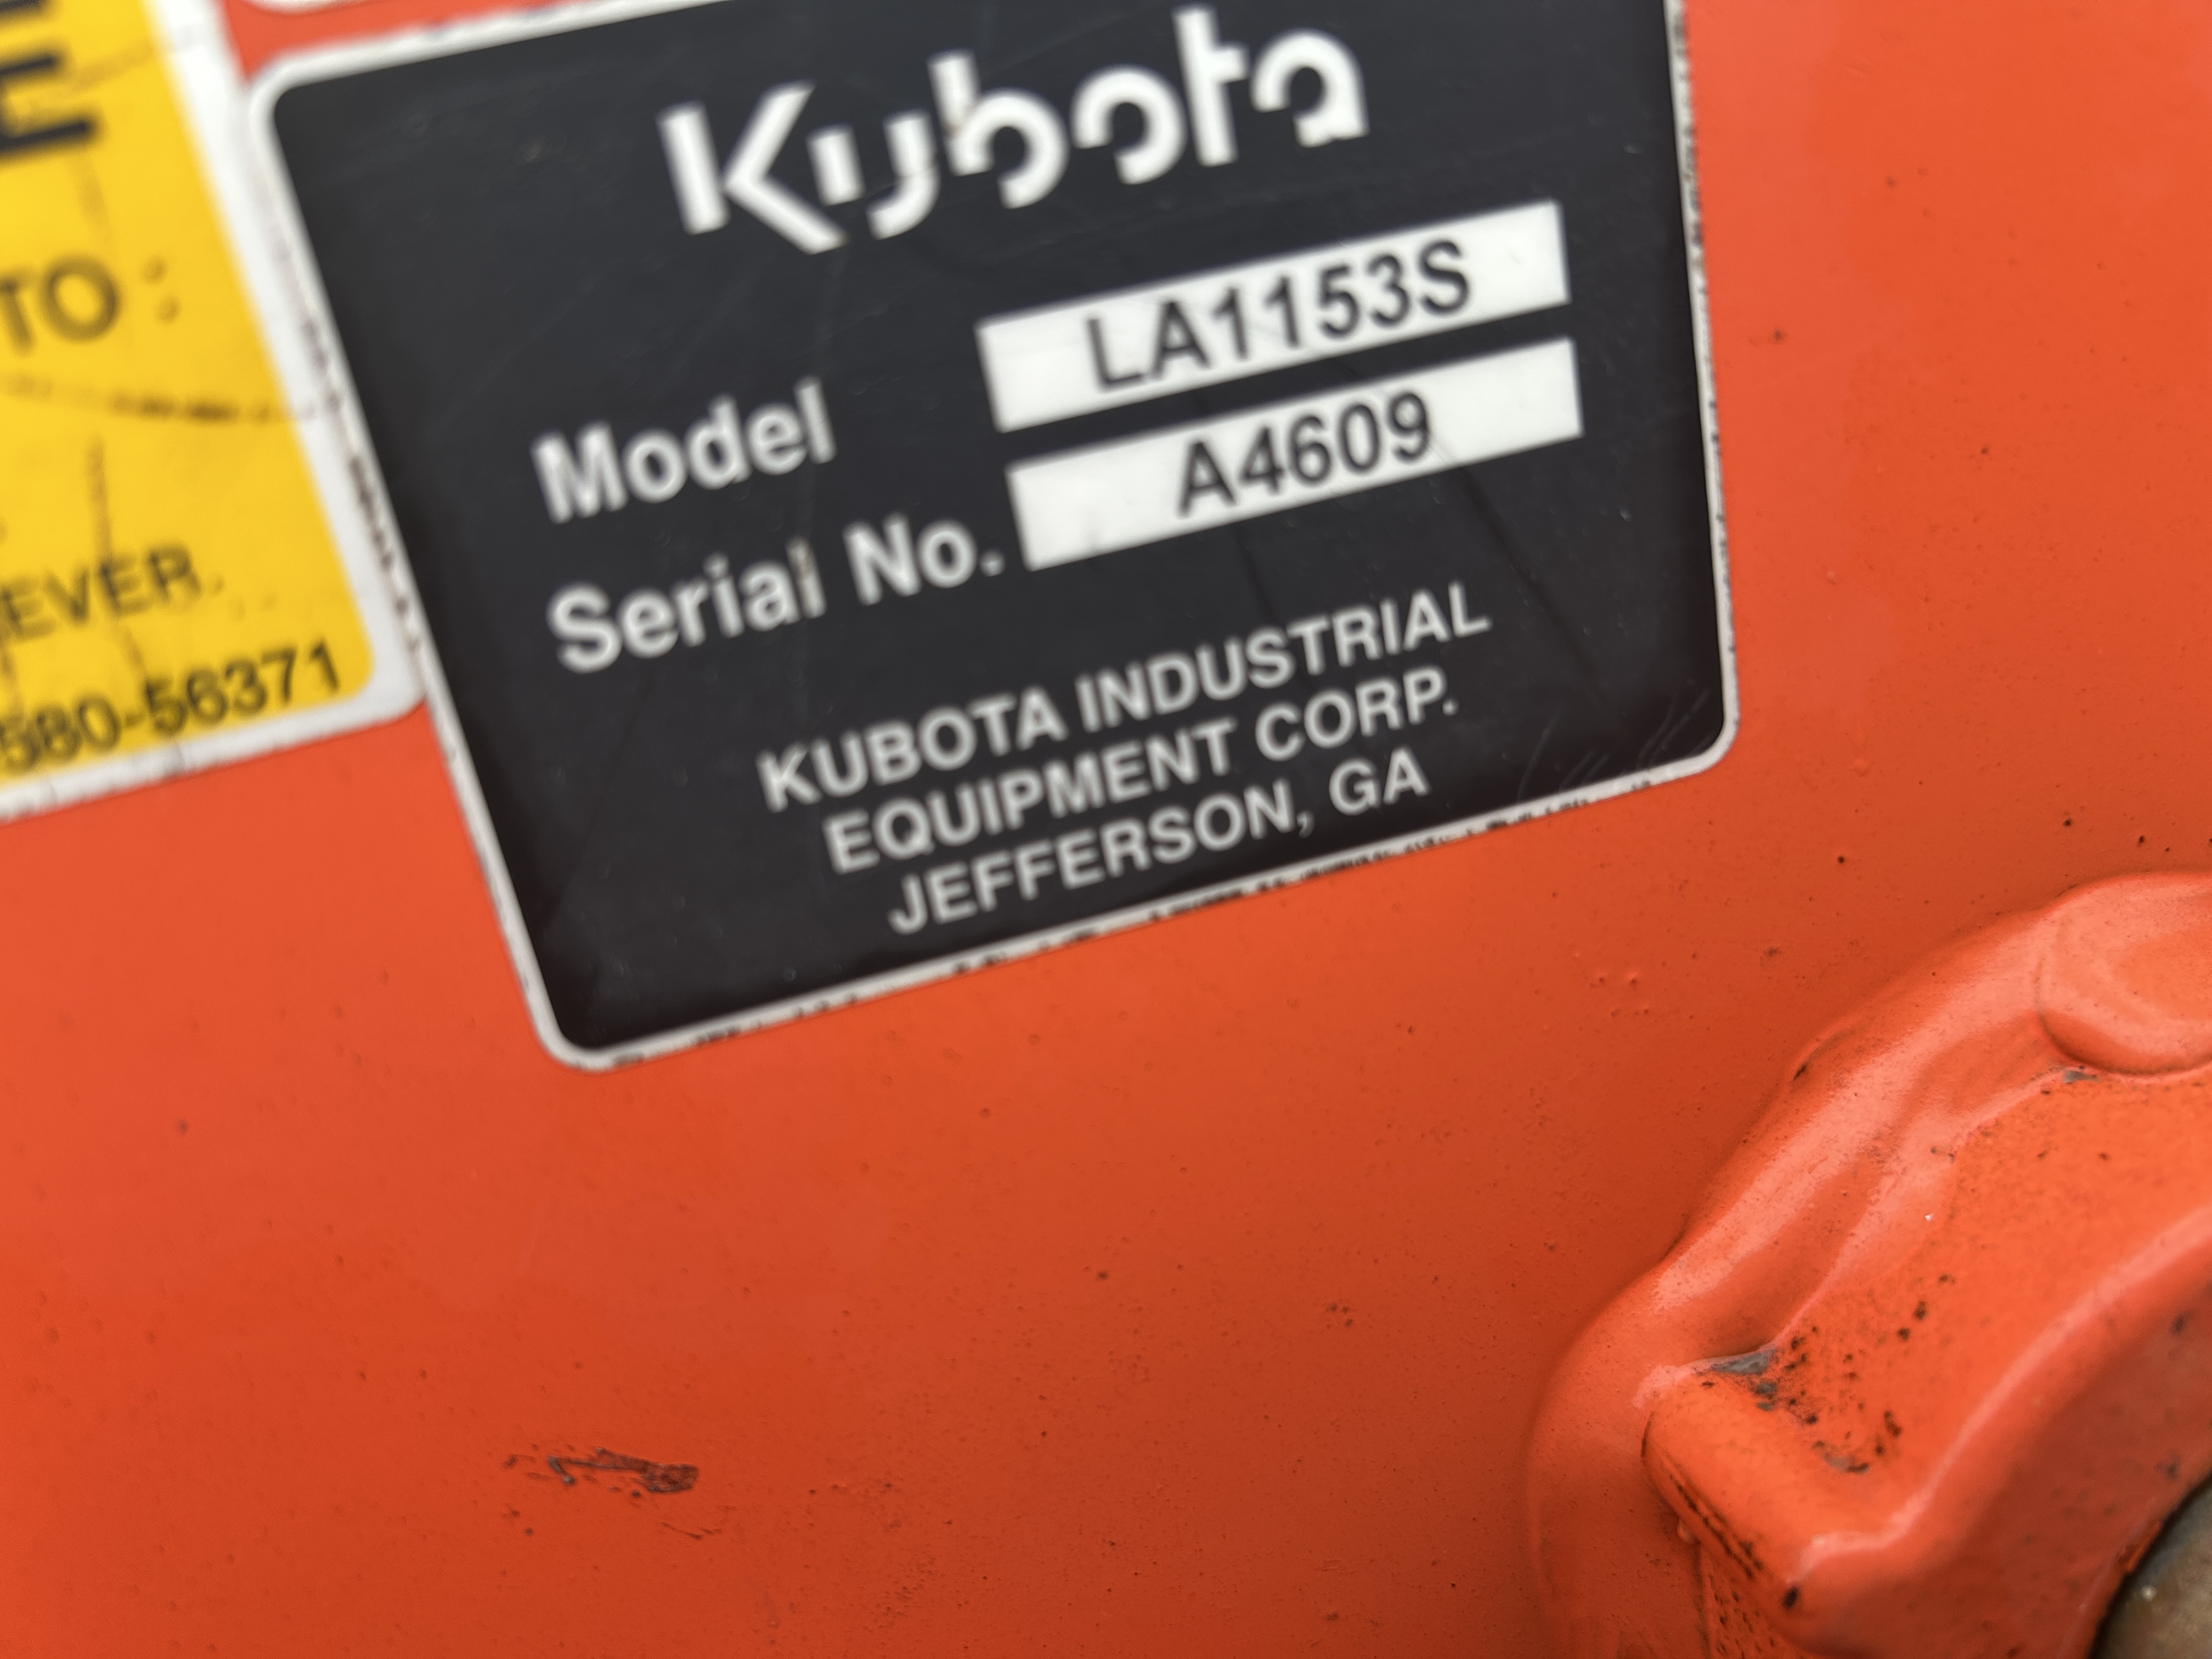 E
TO :
EVER.
580-56371
Kubota
Model LA1153S
Serial No. A4609
KUBOTA INDUSTRIAL
EQUIPMENT CORP.
JEFFERSON, GA